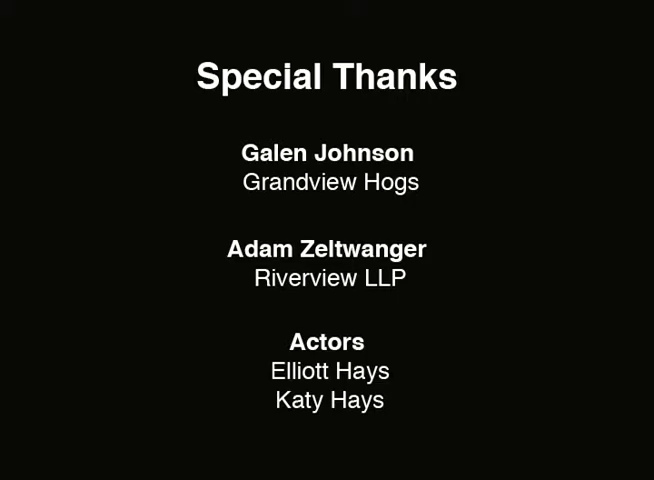 Special Thanks
Galen Johnson
Grandview Hogs
Adam Zeltwanger
Riverview LLP
Actors
Elliott Hays
Katy Hays